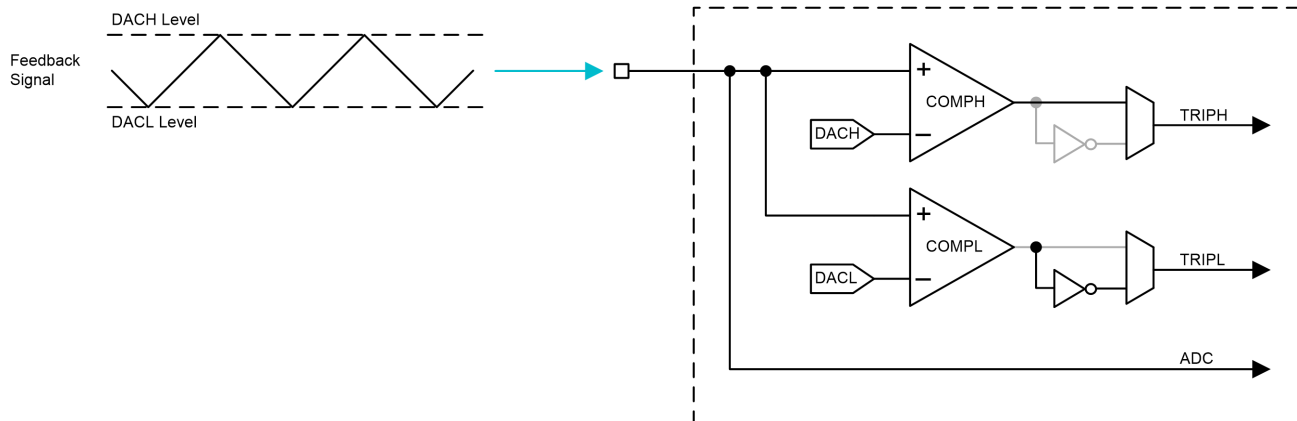 DACH Level
Feedback
Signal
DACL Level
+
COMPH
DACH
−
TRIPH
+
COMPL
DACL
−
TRIPL
ADC